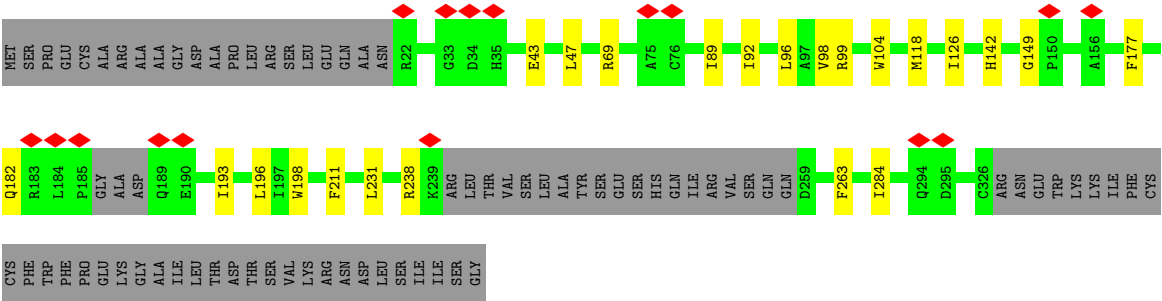 MET SER PRO GLU CYS ALA ARG ALA ALA ALA GLY ASP ALA PRO LEU ARG SER LEU GLU GLN ALA ASN R22 G33 D34 H35 E43 L47 R69 A75 C76 I89 I92 L96 A97 V98 R99 W104 M118 I126 H142 G149 P150 A156 F177
Q182 R183 L184 P185 GLY ALA ASP Q189 E190 I193 L196 I197 W198 F211 L231 R238 K239 ARG LEU THR VAL SER LEU ALA TYR SER GLU SER HIS GLN ILE ARG VAL SER GLN GLN D259 F263 I284 Q294 D295 C326 ARG ASN GLU TRP LYS LYS ILE PHE CYS
CYS PHE TRP PHE PRO GLU LYS GLY ALA ILE LEU THR ASP THR SER VAL LYS ARG ASN ASP LEU SER ILE ILE SER GLY